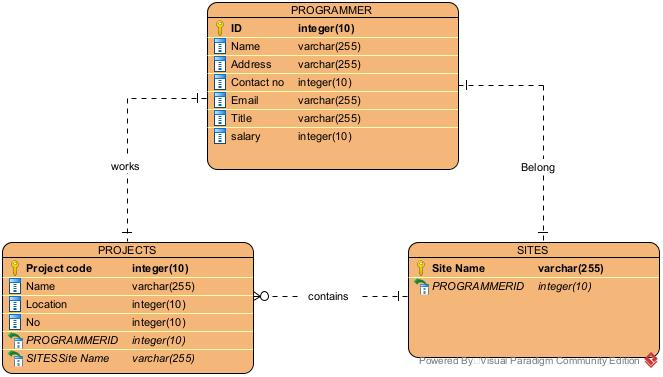 PROGRAMMER
ID integer(10)
Name varchar(255)
Address varchar(255)
Contact no integer(10)
Email varchar(255)
Title varchar(255)
salary integer(10)
works
Belong
PROJECTS
Project code integer(10)
Name varchar(255)
Location integer(10)
No integer(10)
PROGRAMMERID integer(10)
SITESSite Name varchar(255)
contains
SITES
Site Name varchar(255)
PROGRAMMERID integer(10)
Powered By: Visual Paradigm Community Edition